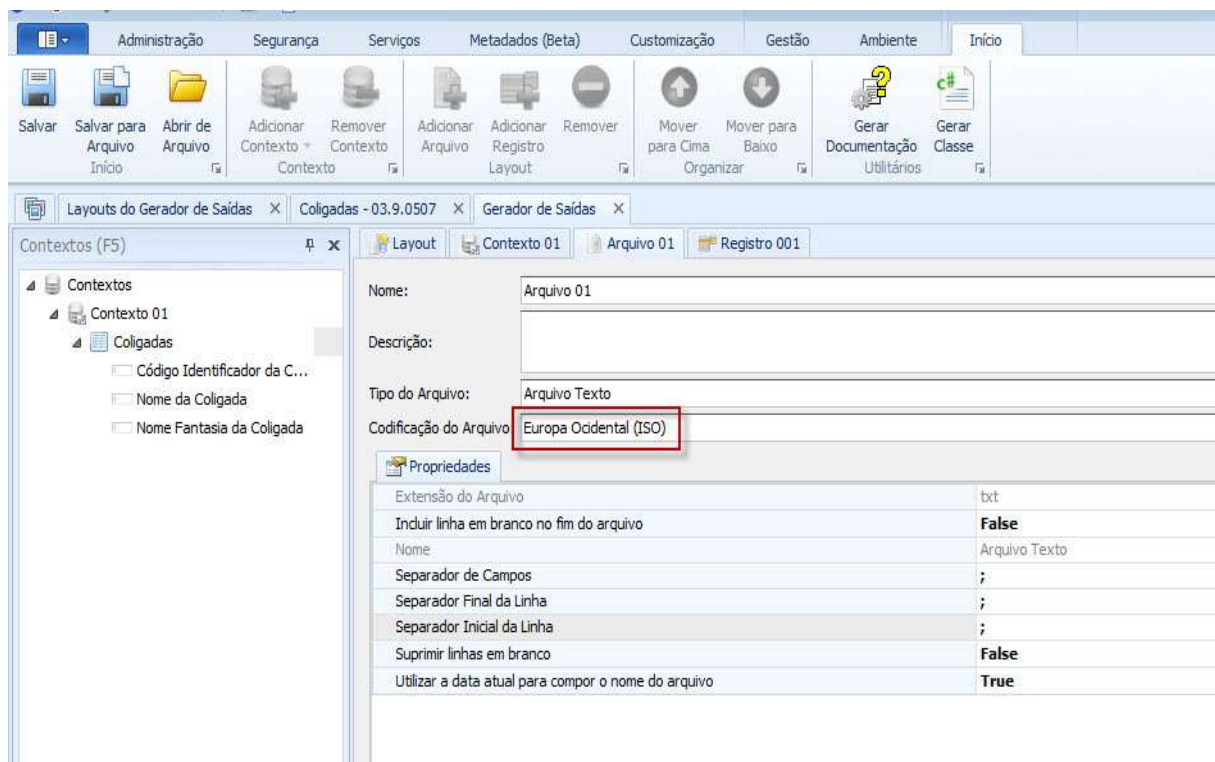 Administração Segurança Serviços Metadados (Beta) Customização Gestão Ambiente Início
Salvar
Salvar para
Arquivo
Abrir de
Arquivo
Início
Adicionar
Contexto
Remover
Contexto
Contexto
Adicionar
Arquivo
Adicionar
Registro
Remover
Layout
Mover
para Cima
Mover para
Baixo
Organizar
Gerar
Documentação
Gerar
Classe
Utilitários
Layouts do Gerador de Saídas X Coligadas - 03.9.0507 X Gerador de Saídas X
Contextos (F5)
Contextos
Contexto 01
Coligadas
Código Identificador da C...
Nome da Coligada
Nome Fantasia da Coligada
Layout Contexto 01 Arquivo 01 Registro 001
Nome: Arquivo 01
Descrição:
Tipo do Arquivo: Arquivo Texto
Codificação do Arquivo Europa Ocidental (ISO)
Propriedades
Extensão do Arquivo txt
Incluir linha em branco no fim do arquivo False
Nome Arquivo Texto
Separador de Campos ;
Separador Final da Linha ;
Separador Inicial da Linha ;
Suprimir linhas em branco False
Utilizar a data atual para compor o nome do arquivo True